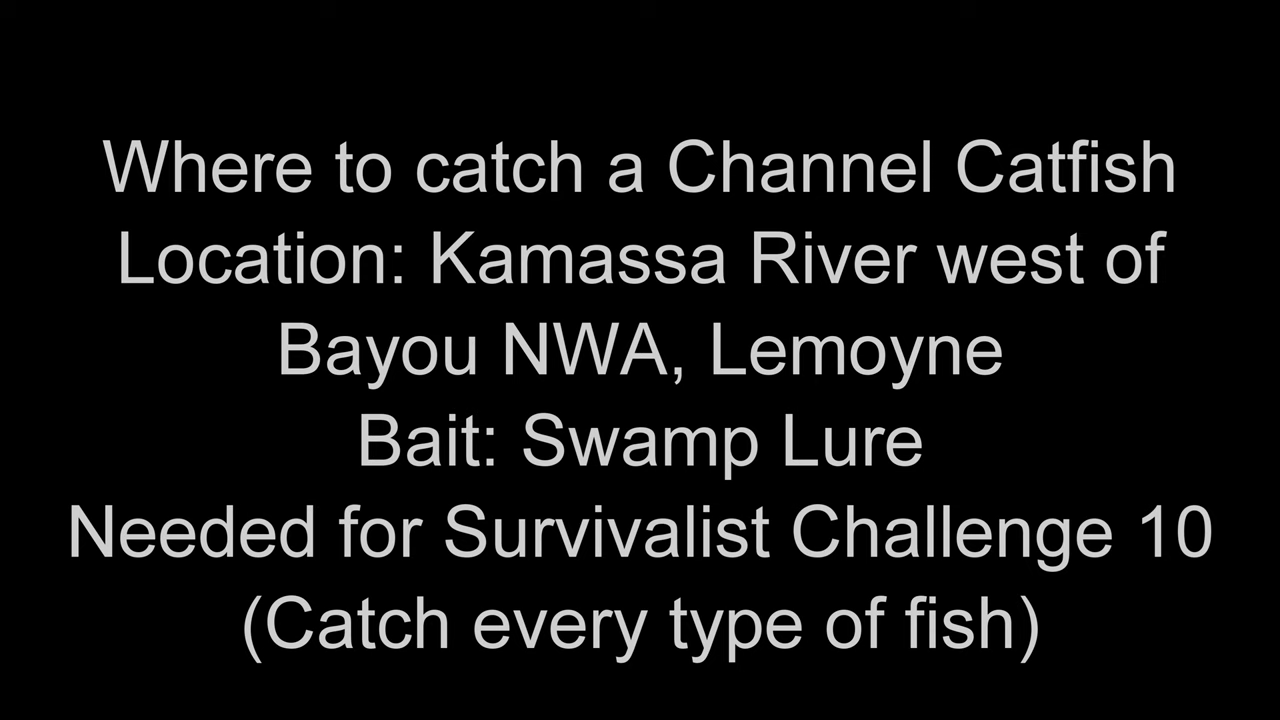 Where to catch a Channel Catfish
Location: Kamassa River west of
Bayou NWA, Lemoyne
Bait: Swamp Lure
Needed for Survivalist Challenge 10
(Catch every type of fish)